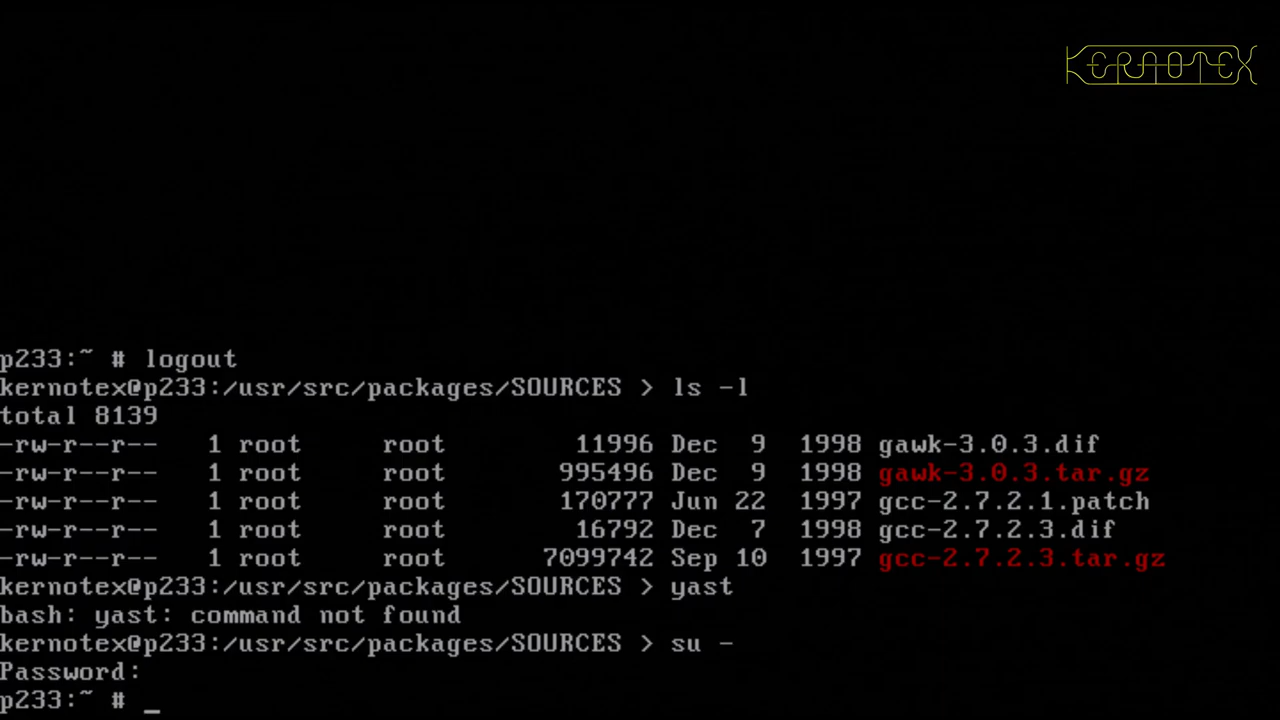 KERNOTEX
p233:~ # logout
kernotex@p233:/usr/src/packages/SOURCES > ls -l
total 8139
-rw-r--r--   1 root     root        11996 Dec  9  1998 gawk-3.0.3.dif
-rw-r--r--   1 root     root       995496 Dec  9  1998 gawk-3.0.3.tar.gz
-rw-r--r--   1 root     root       170777 Jun 22  1997 gcc-2.7.2.1.patch
-rw-r--r--   1 root     root        16792 Dec  7  1998 gcc-2.7.2.3.dif
-rw-r--r--   1 root     root      7099742 Sep 10  1997 gcc-2.7.2.3.tar.gz
kernotex@p233:/usr/src/packages/SOURCES > yast
bash: yast: command not found
kernotex@p233:/usr/src/packages/SOURCES > su -
Password:
p233:~ # _